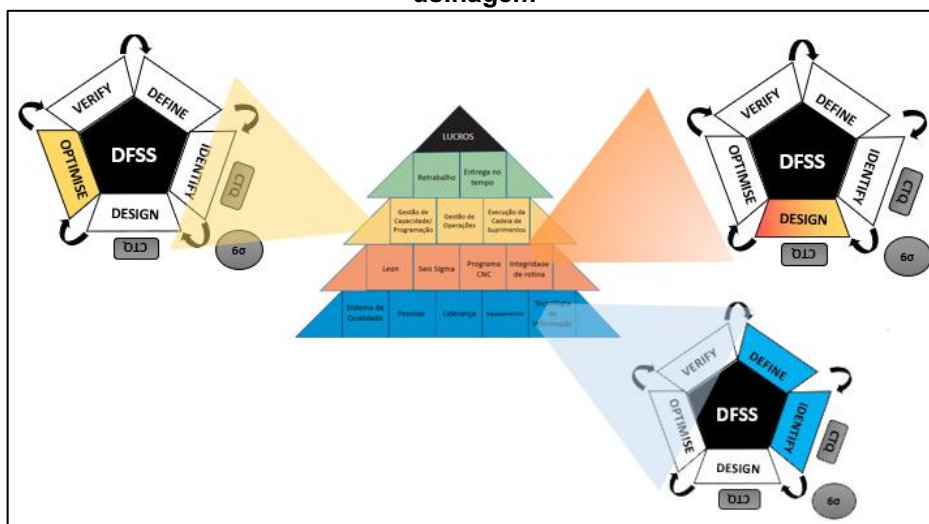 usinagem
VERIFY
DEFINE
OPTIMISE
DFSS
IDENTIFY
DESIGN
CTQ
CTQ
6σ
LUCROS
Retrabalho
Entrega no
tempo
Gestão de
Capacidade/
Programação
Gestão de
Operações
Execução da
Cadeia de
Suprimentos
Lean
Seis Sigma
Programa
CNC
Integridade
de rotina
Sistema de
Qualidade
Pessoas
Liderança
Equipamentos
Tecnologia
da
Informação
VERIFY
DEFINE
OPTIMISE
DFSS
IDENTIFY
DESIGN
CTQ
CTQ
6σ
VERIFY
DEFINE
OPTIMISE
DFSS
IDENTIFY
DESIGN
CTQ
CTQ
6σ